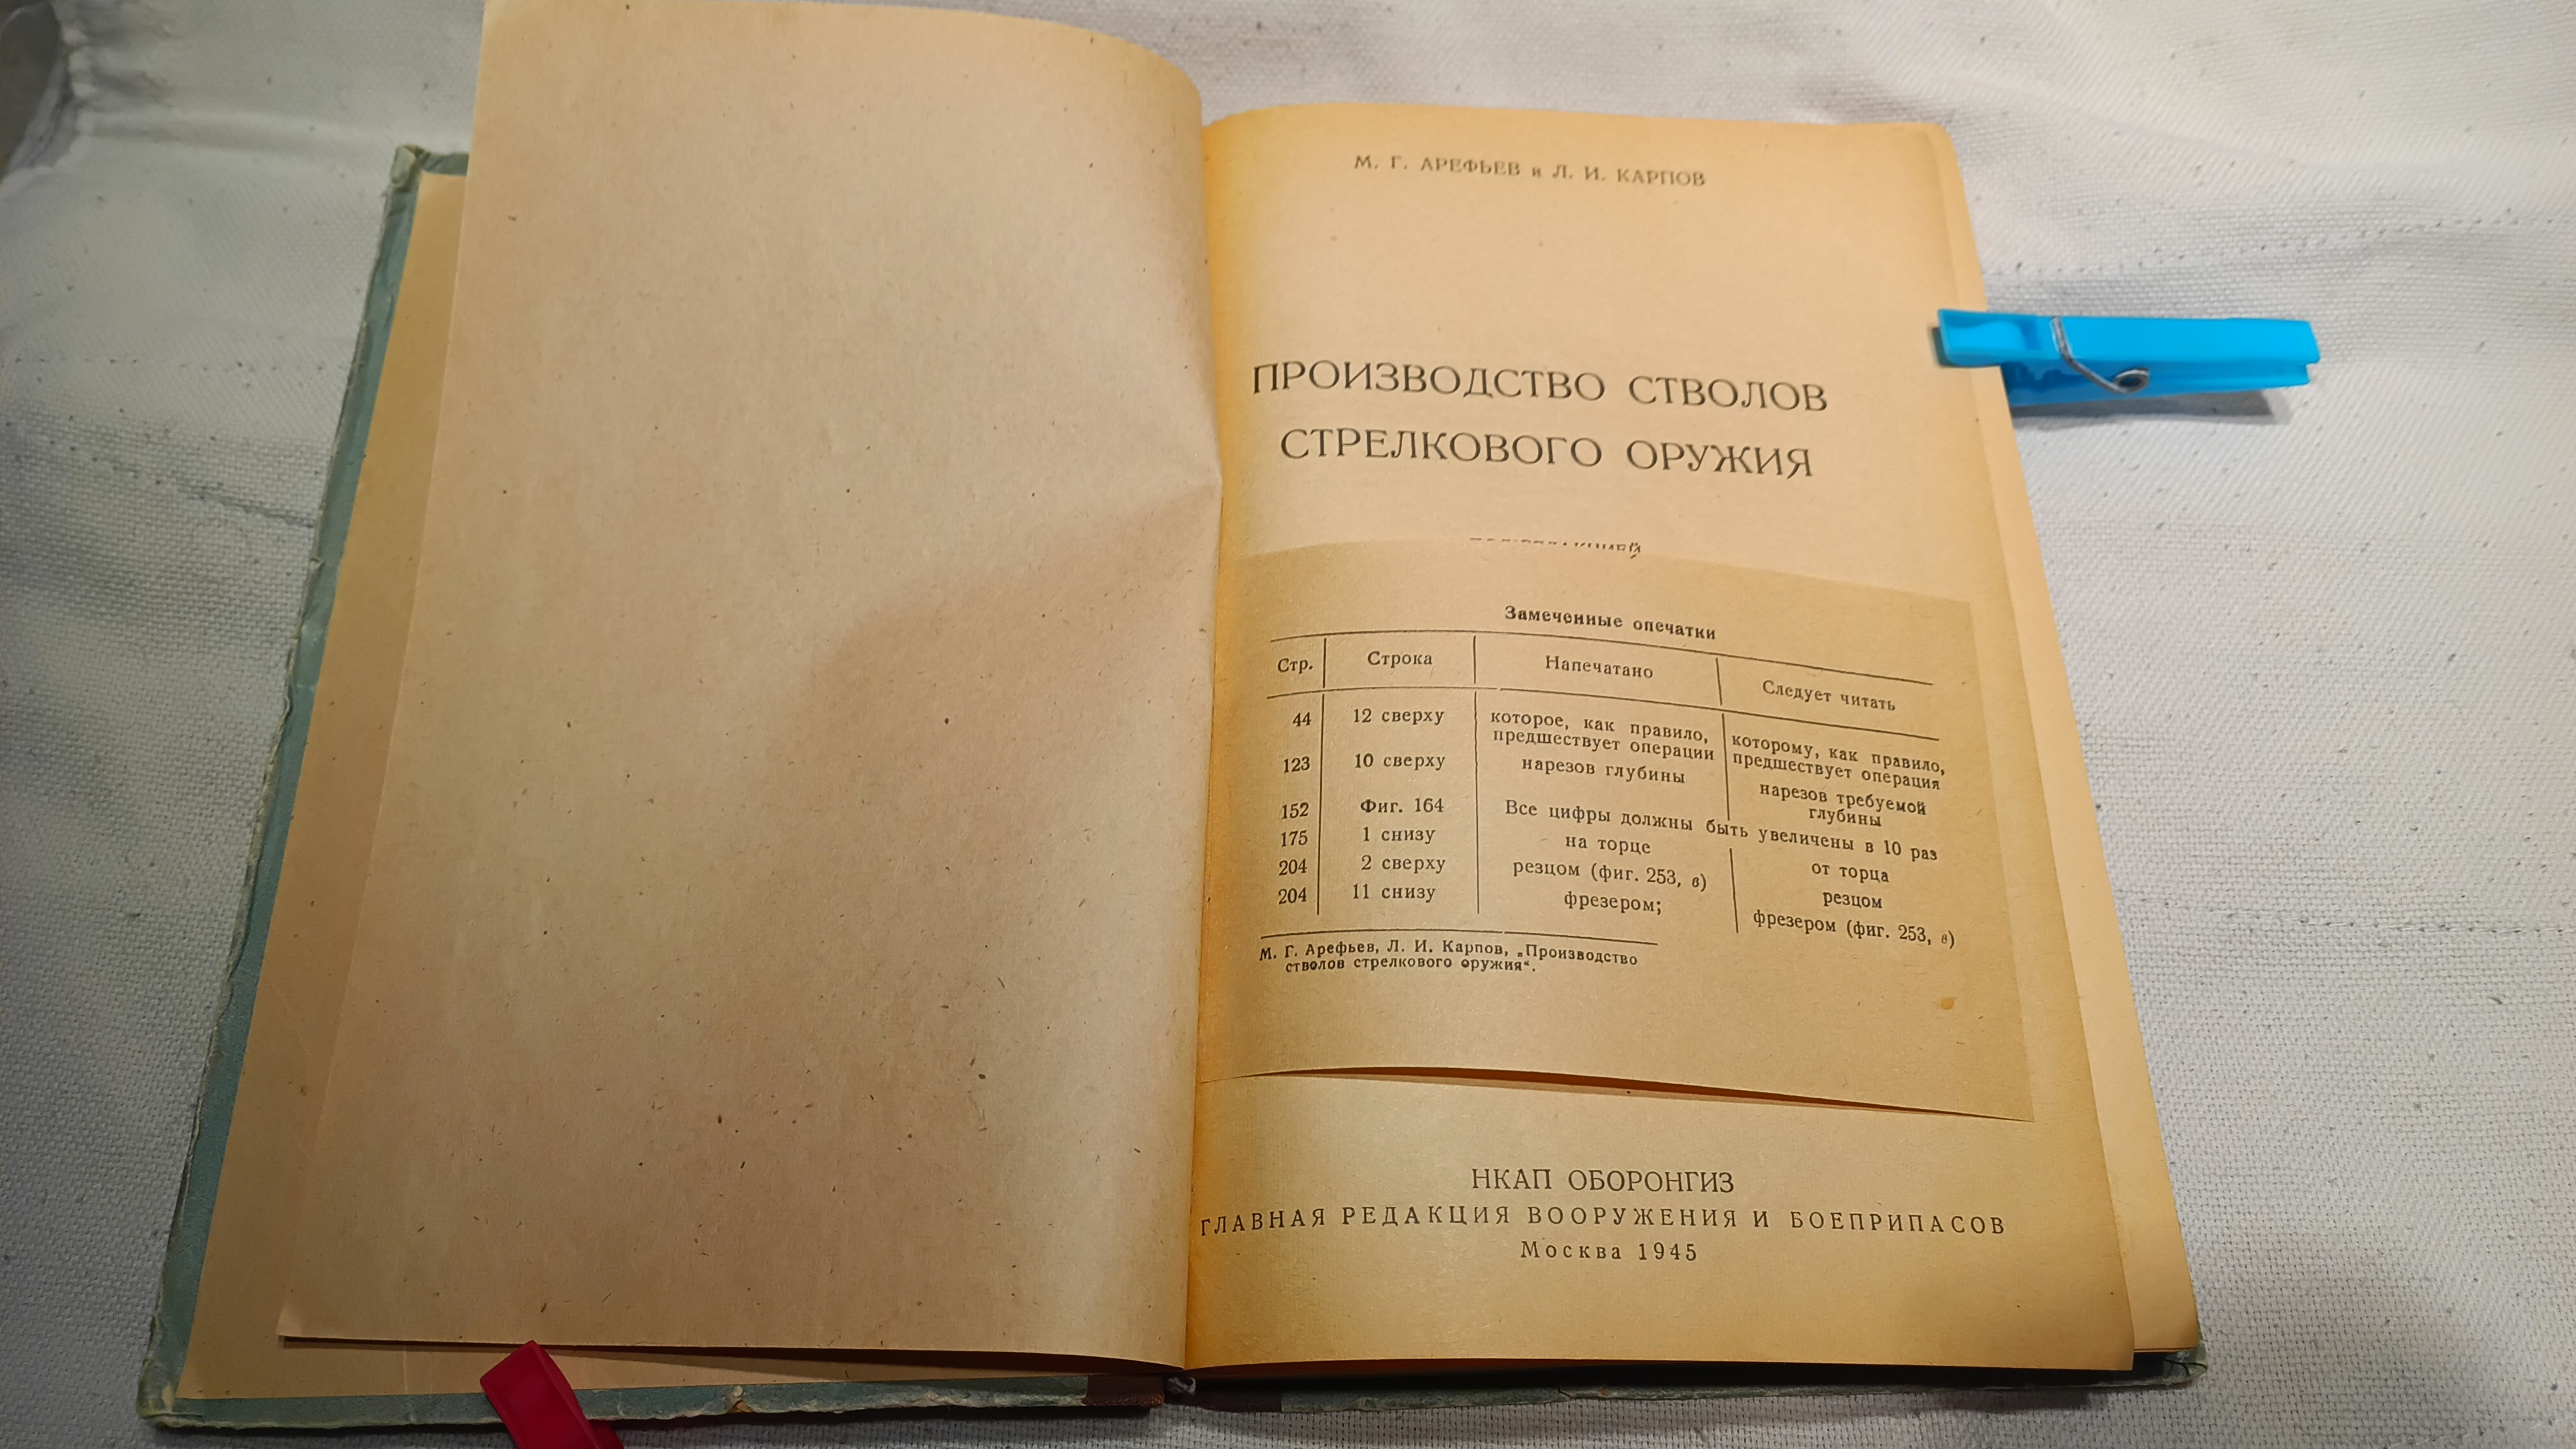 М. Г. АРЕФЬЕВ и Л. И. КАРПОВ
ПРОИЗВОДСТВО СТВОЛОВ
СТРЕЛКОВОГО ОРУЖИЯ
Замеченные опечатки
Стр. Строка Напечатано Следует читать
44 12 сверху которое, как правило, которому, как правило,
предшествует операции предшествует операция
123 10 сверху нарезов глубины нарезов требуемой
глубины
152 Фиг. 164 Все цифры должны быть увеличены в 10 раз
175 1 снизу на торце от торца
204 2 сверху резцом (фиг. 253, в) резцом
204 11 снизу фрезером; фрезером (фиг. 253, в)
М. Г. Арефьев, Л. И. Карпов, „Производство
стволов стрелкового оружия“.
НКАП ОБОРОНГИЗ
ГЛАВНАЯ РЕДАКЦИЯ ВООРУЖЕНИЯ И БОЕПРИПАСОВ
Москва 1945